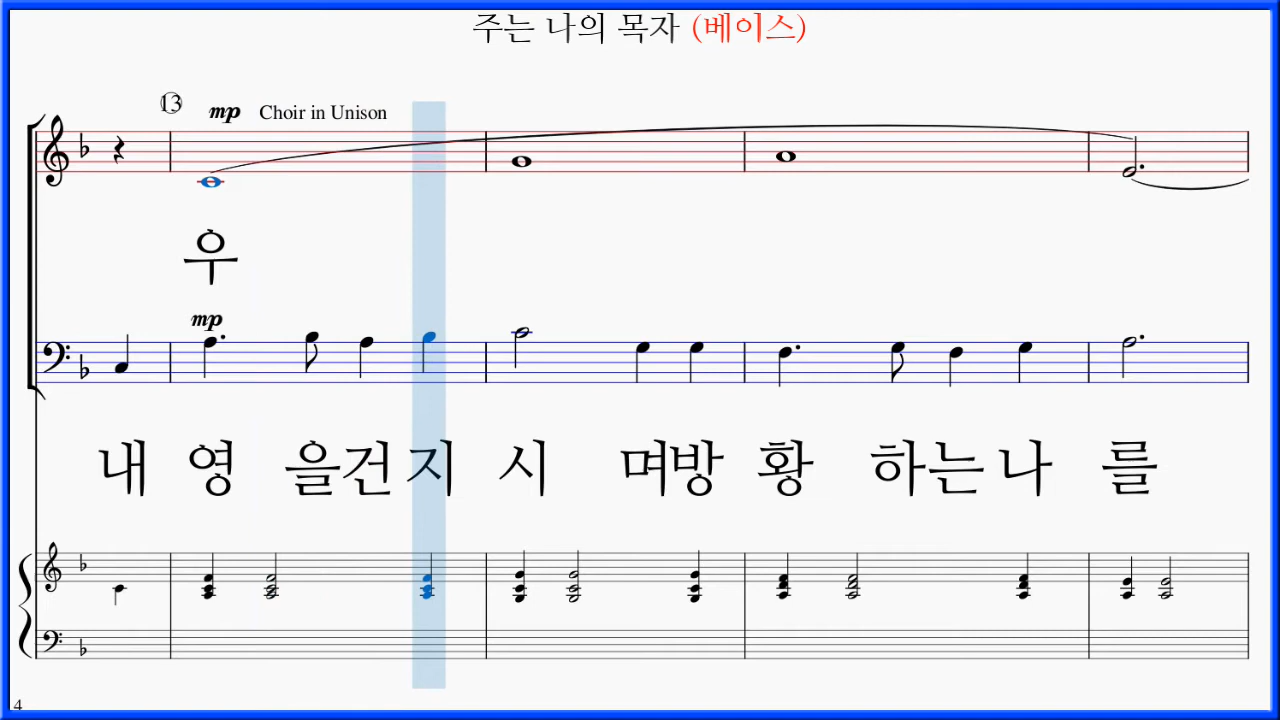 주는 나의 목자 (베이스)
13 mp Choir in Unison
우
mp
내 영 을건지 시 며방 황 하는나 를
4